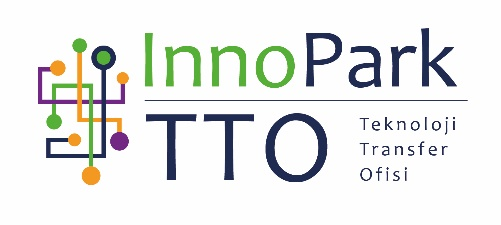 InnoPark
TTO
Teknoloji
Transfer
Ofisi